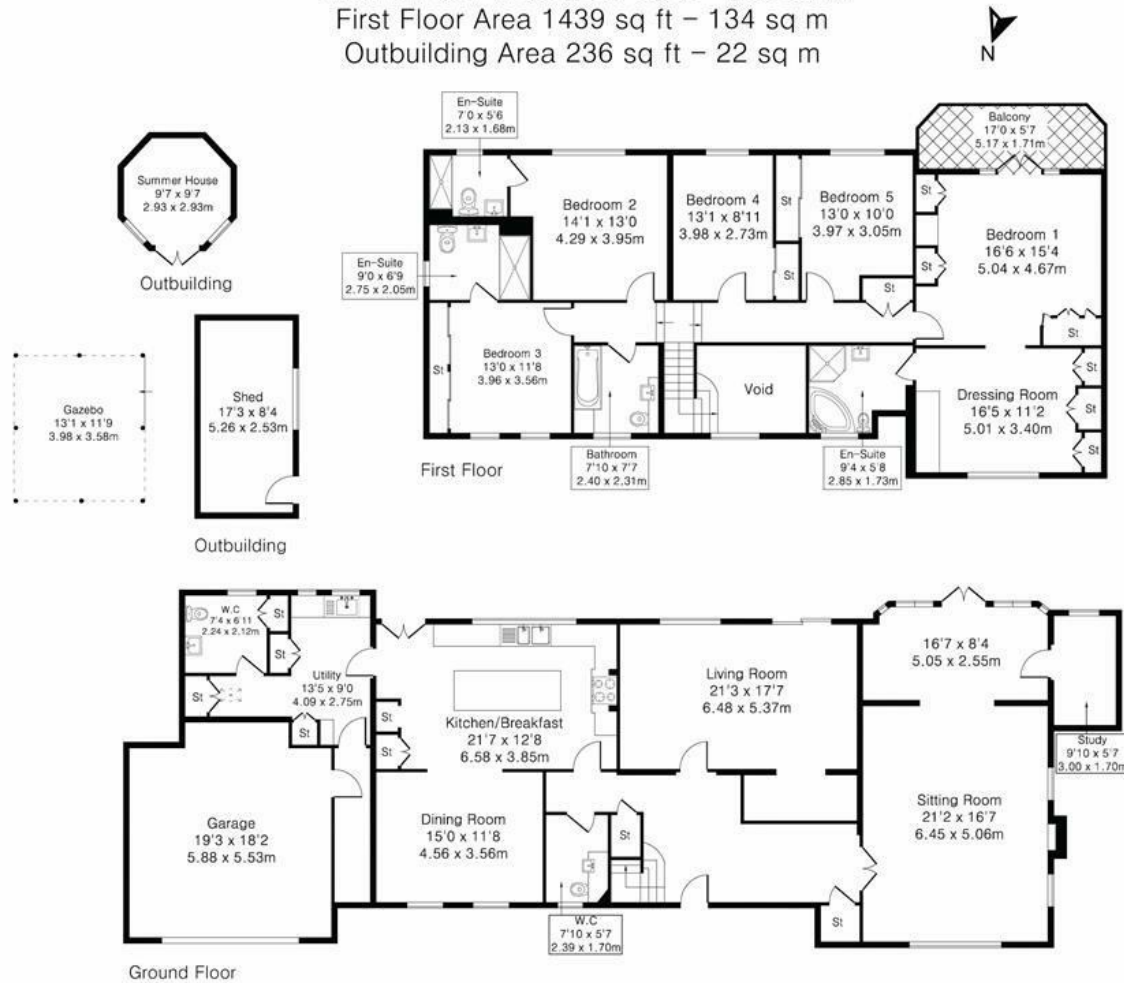 First Floor Area 1439 sq ft – 134 sq m
Outbuilding Area 236 sq ft – 22 sq m
N
En-Suite
7'0 x 5'6
2.13 x 1.68m
Balcony
17'0 x 5'7
5.17 x 1.71m
Summer House
9'7 x 9'7
2.93 x 2.93m
Outbuilding
Bedroom 2
14'1 x 13'0
4.29 x 3.95m
Bedroom 4
13'1 x 8'11
3.98 x 2.73m
St
St
Bedroom 5
13'0 x 10'0
3.97 x 3.05m
St
St
St
Bedroom 1
16'6 x 15'4
5.04 x 4.67m
St
En-Suite
9'0 x 6'9
2.75 x 2.05m
St
Bedroom 3
13'0 x 11'8
3.96 x 3.56m
Void
Dressing Room
16'5 x 11'2
5.01 x 3.40m
St
St
St
Gazebo
13'1 x 11'9
3.98 x 3.58m
Shed
17'3 x 8'4
5.26 x 2.53m
Outbuilding
First Floor
Bathroom
7'10 x 7'7
2.40 x 2.31m
En-Suite
9'4 x 5'8
2.85 x 1.73m
W.C
7'4 x 6'11
2.24 x 2.12m
St
St
St
Utility
13'5 x 9'0
4.09 x 2.75m
St
St
St
Kitchen/Breakfast
21'7 x 12'8
6.58 x 3.85m
Living Room
21'3 x 17'7
6.48 x 5.37m
16'7 x 8'4
5.05 x 2.55m
Study
9'10 x 5'7
3.00 x 1.70m
Garage
19'3 x 18'2
5.88 x 5.53m
Dining Room
15'0 x 11'8
4.56 x 3.56m
St
Sitting Room
21'2 x 16'7
6.45 x 5.06m
St
W.C
7'10 x 5'7
2.39 x 1.70m
Ground Floor